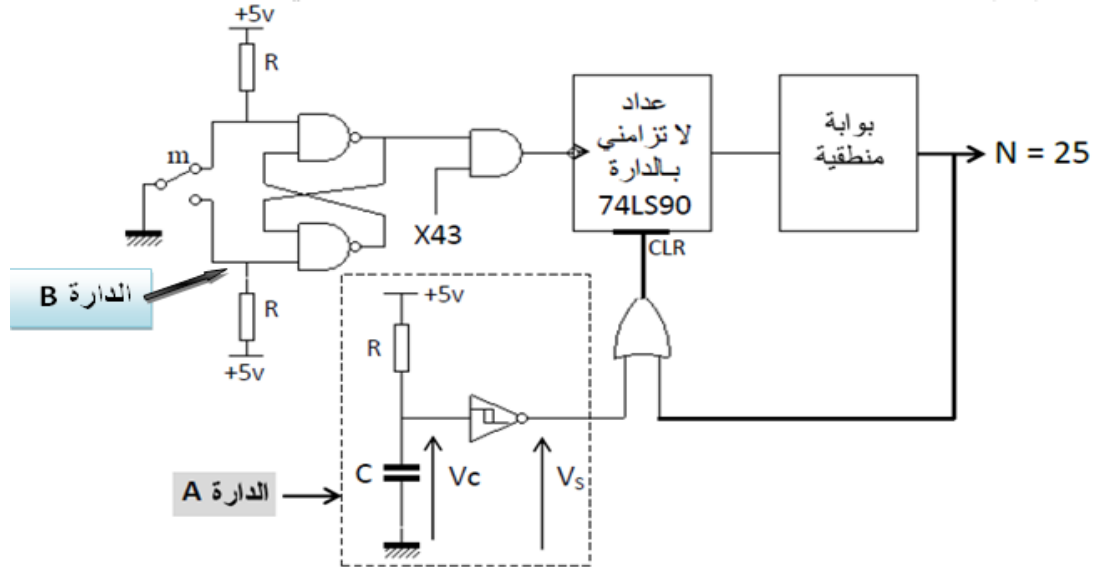 +5v
R
m
عداد
لا تزامني
بالدارة
74LS90
CLR
بوابة
منطقية
N = 25
X43
الدارة B
R
+5v
+5v
R
C
Vc
Vs
الدارة A